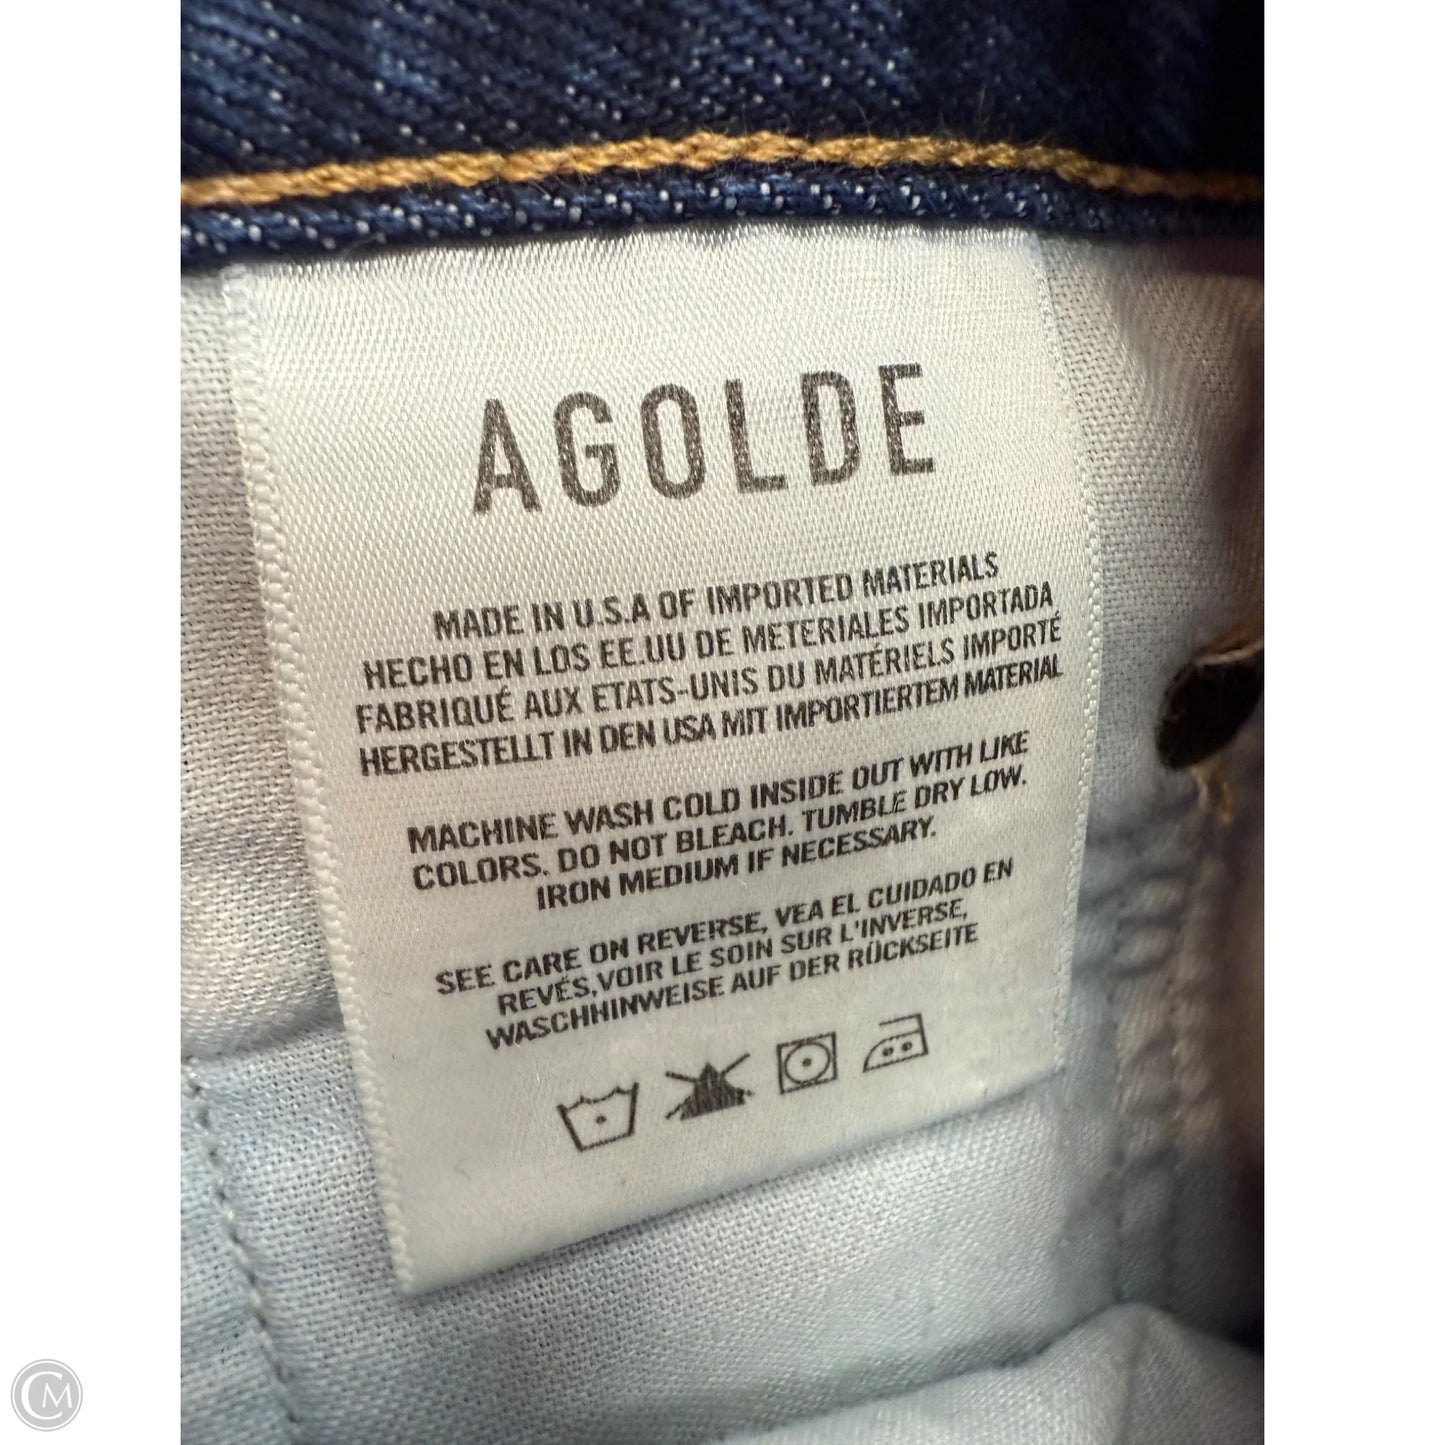 AGOLDE
MADE IN U.S.A OF IMPORTED MATERIALS
HECHO EN LOS EE.UU DE METERIALES IMPORTADA
FABRIQUÉ AUX ETATS-UNIS DU MATÉRIELS IMPORTÉ
HERGESTELLT IN DEN USA MIT IMPORTIERTEM MATERIAL
MACHINE WASH COLD INSIDE OUT WITH LIKE
COLORS. DO NOT BLEACH. TUMBLE DRY LOW.
IRON MEDIUM IF NECESSARY.
SEE CARE ON REVERSE, VEA EL CUIDADO EN
REVÉS,VOIR LE SOIN SUR L'INVERSE,
WASCHHINWEISE AUF DER RÜCKSEITE
CM